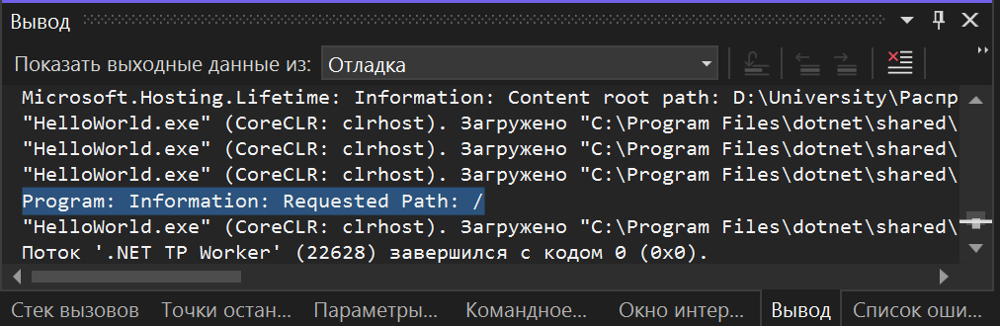 Вывод
Показать выходные данные из: Отладка
Microsoft.Hosting.Lifetime: Information: Content root path: D:\University\Распр
"HelloWorld.exe" (CoreCLR: clrhost). Загружено "C:\Program Files\dotnet\shared\
"HelloWorld.exe" (CoreCLR: clrhost). Загружено "C:\Program Files\dotnet\shared\
"HelloWorld.exe" (CoreCLR: clrhost). Загружено "C:\Program Files\dotnet\shared\
Program: Information: Requested Path: /
"HelloWorld.exe" (CoreCLR: clrhost). Загружено "C:\Program Files\dotnet\shared\
Поток '.NET TP Worker' (22628) завершился с кодом 0 (0x0).
Стек вызовов Точки остан... Параметры... Командное... Окно интер... Вывод Список оши...